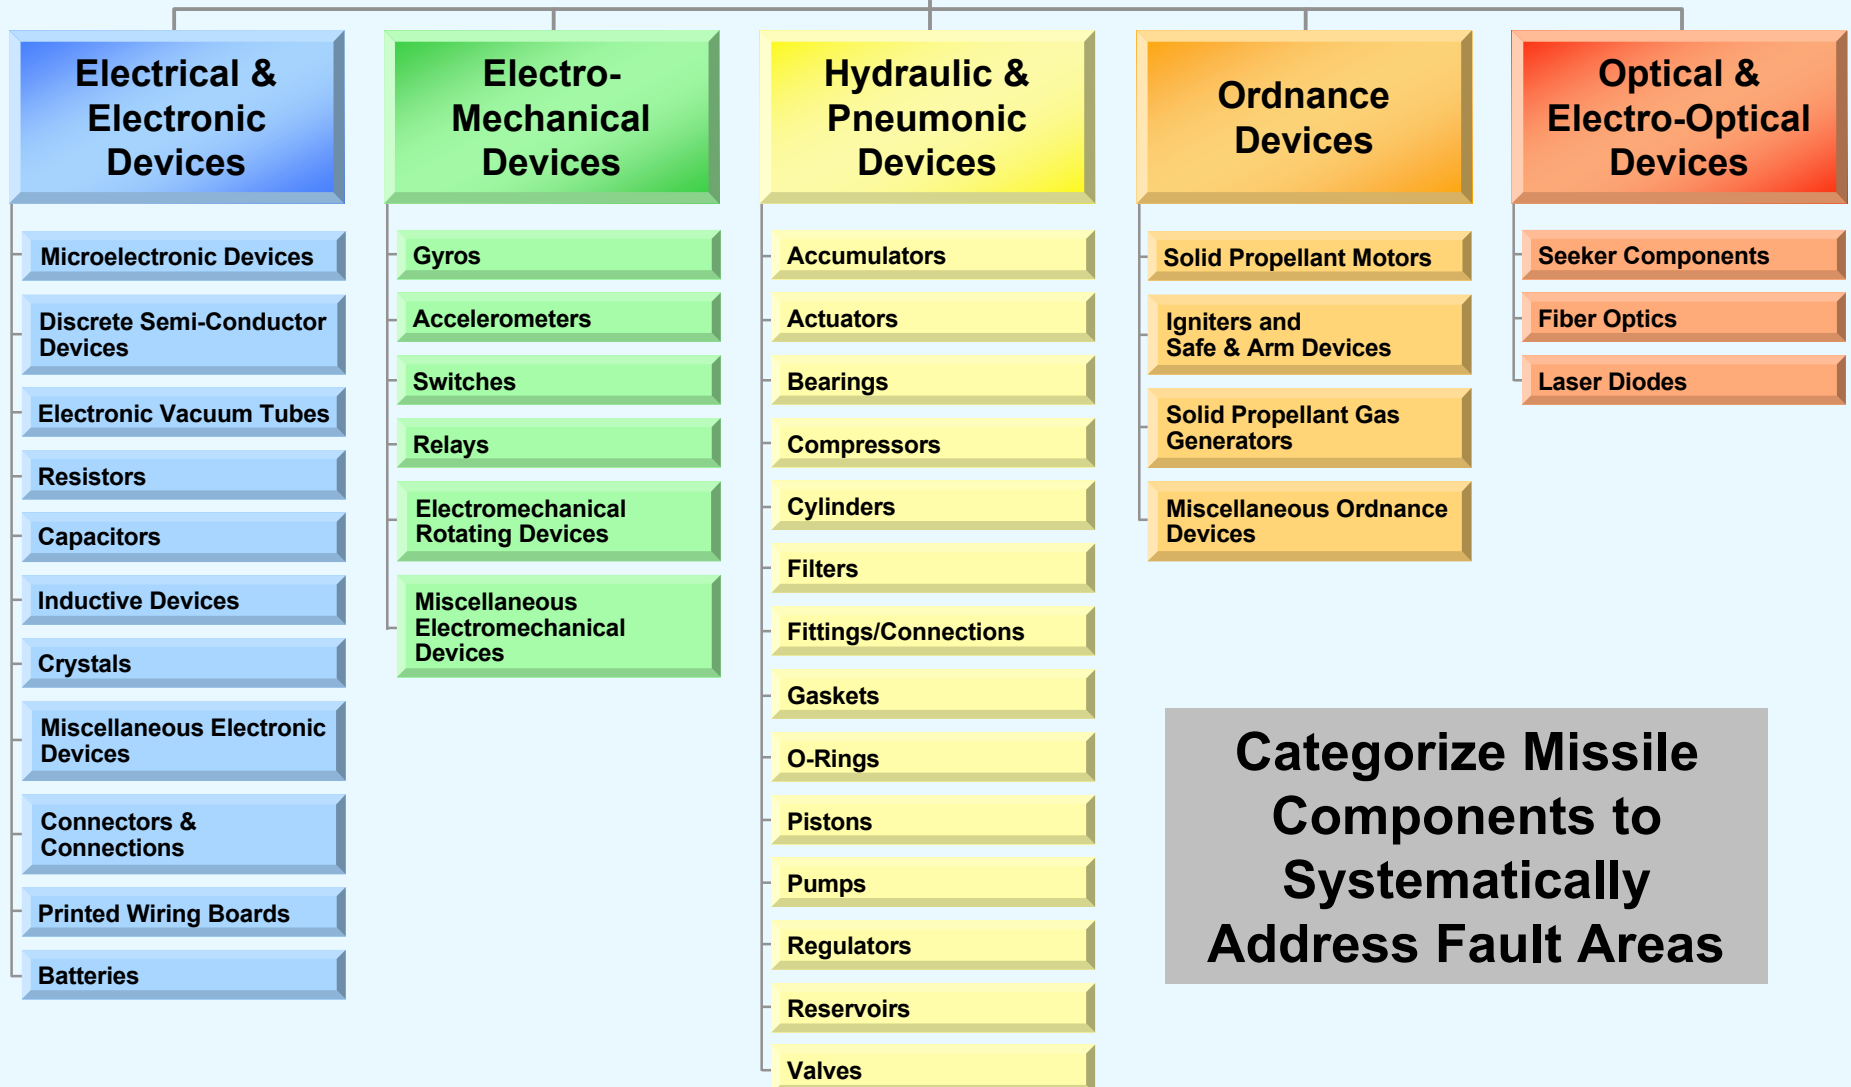 Electrical &
Electronic
Devices
Microelectronic Devices
Discrete Semi-Conductor
Devices
Electronic Vacuum Tubes
Resistors
Capacitors
Inductive Devices
Crystals
Miscellaneous Electronic
Devices
Connectors &
Connections
Printed Wiring Boards
Batteries
Electro-
Mechanical
Devices
Gyros
Accelerometers
Switches
Relays
Electromechanical
Rotating Devices
Miscellaneous
Electromechanical
Devices
Hydraulic &
Pneumonic
Devices
Accumulators
Actuators
Bearings
Compressors
Cylinders
Filters
Fittings/Connections
Gaskets
O-Rings
Pistons
Pumps
Regulators
Reservoirs
Valves
Ordnance
Devices
Solid Propellant Motors
Igniters and
Safe & Arm Devices
Solid Propellant Gas
Generators
Miscellaneous Ordnance
Devices
Optical &
Electro-Optical
Devices
Seeker Components
Fiber Optics
Laser Diodes
Categorize Missile
Components to
Systematically
Address Fault Areas